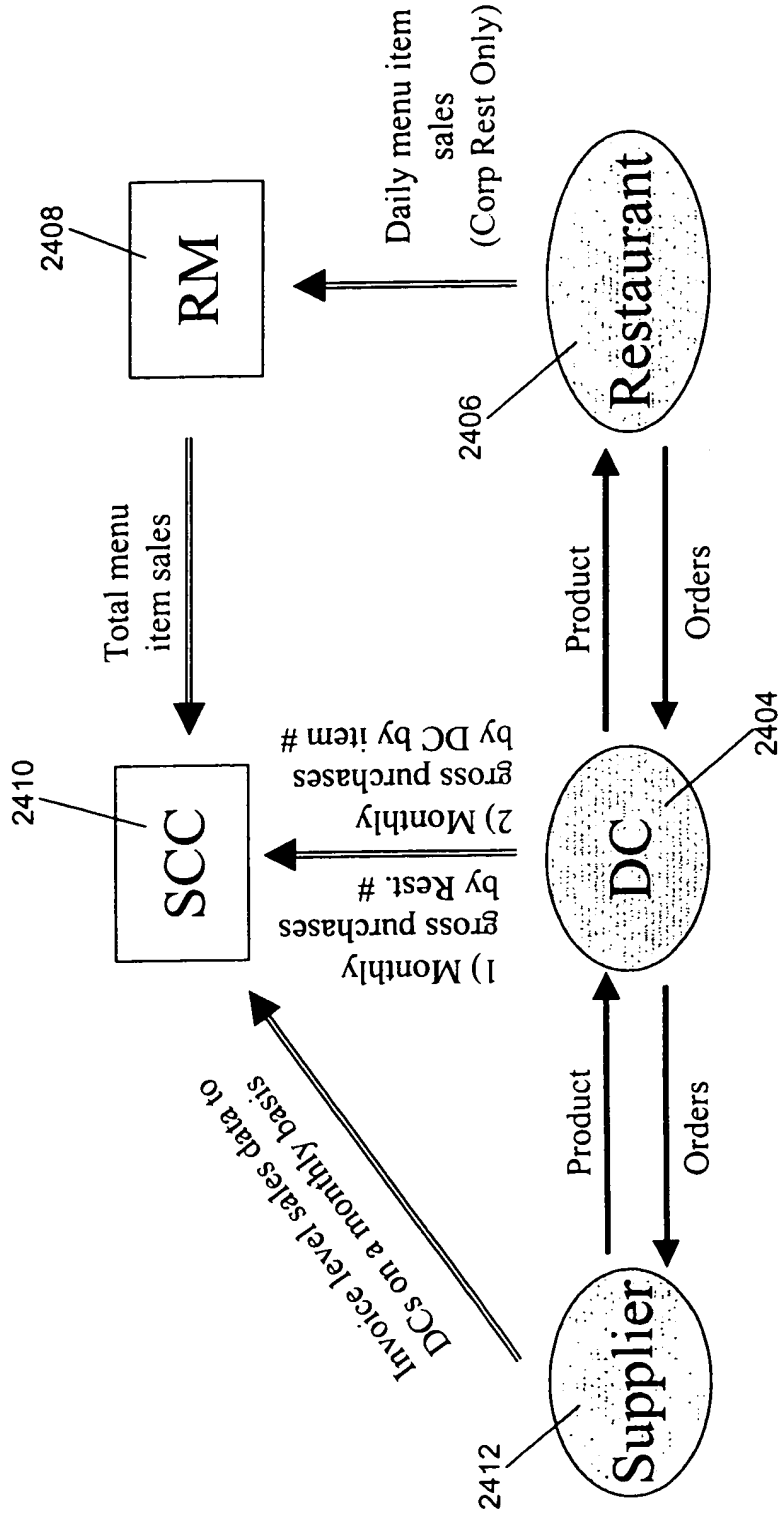 2410
SCC
Total menu
item sales
2408
RM
Invoice level sales data to
DCs on a monthly basis
1) Monthly
gross purchases
by Rest. #
2) Monthly
gross purchases
by DC by item #
Daily menu item
sales
(Corp Rest Only)
2412
Supplier
Product
Orders
DC
2404
Product
Orders
2406
Restaurant